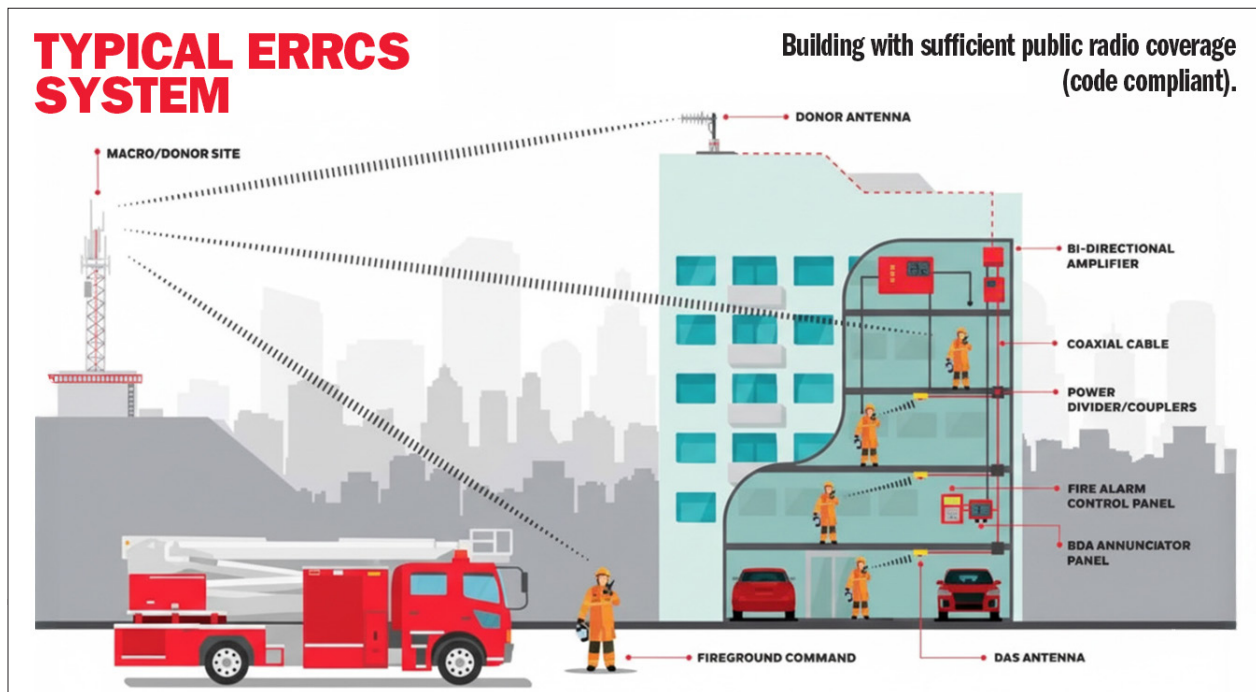 TYPICAL ERRCS
SYSTEM
Building with sufficient public radio coverage
(code compliant).
DONOR ANTENNA
MACRO/DONOR SITE
BI-DIRECTIONAL
AMPLIFIER
COAXIAL CABLE
POWER
DIVIDER/COUPLERS
FIRE ALARM
CONTROL PANEL
BDA ANNUNCIATOR
PANEL
FIREGROUND COMMAND
DAS ANTENNA